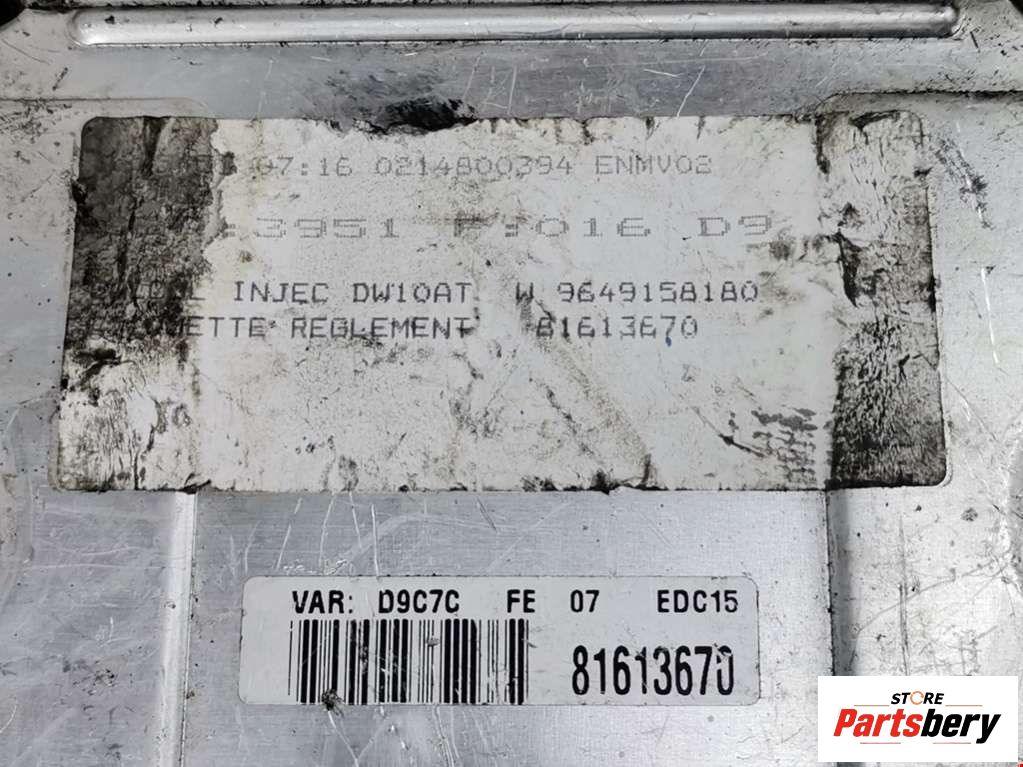 07:16 0214800394 ENMV02
:3951 F:016 D9
INJEC DW10AT W 9649158180
REGLEMENT 81613670
VAR: D9C7C FE 07 EDC15
81613670
STORE
Partsbery